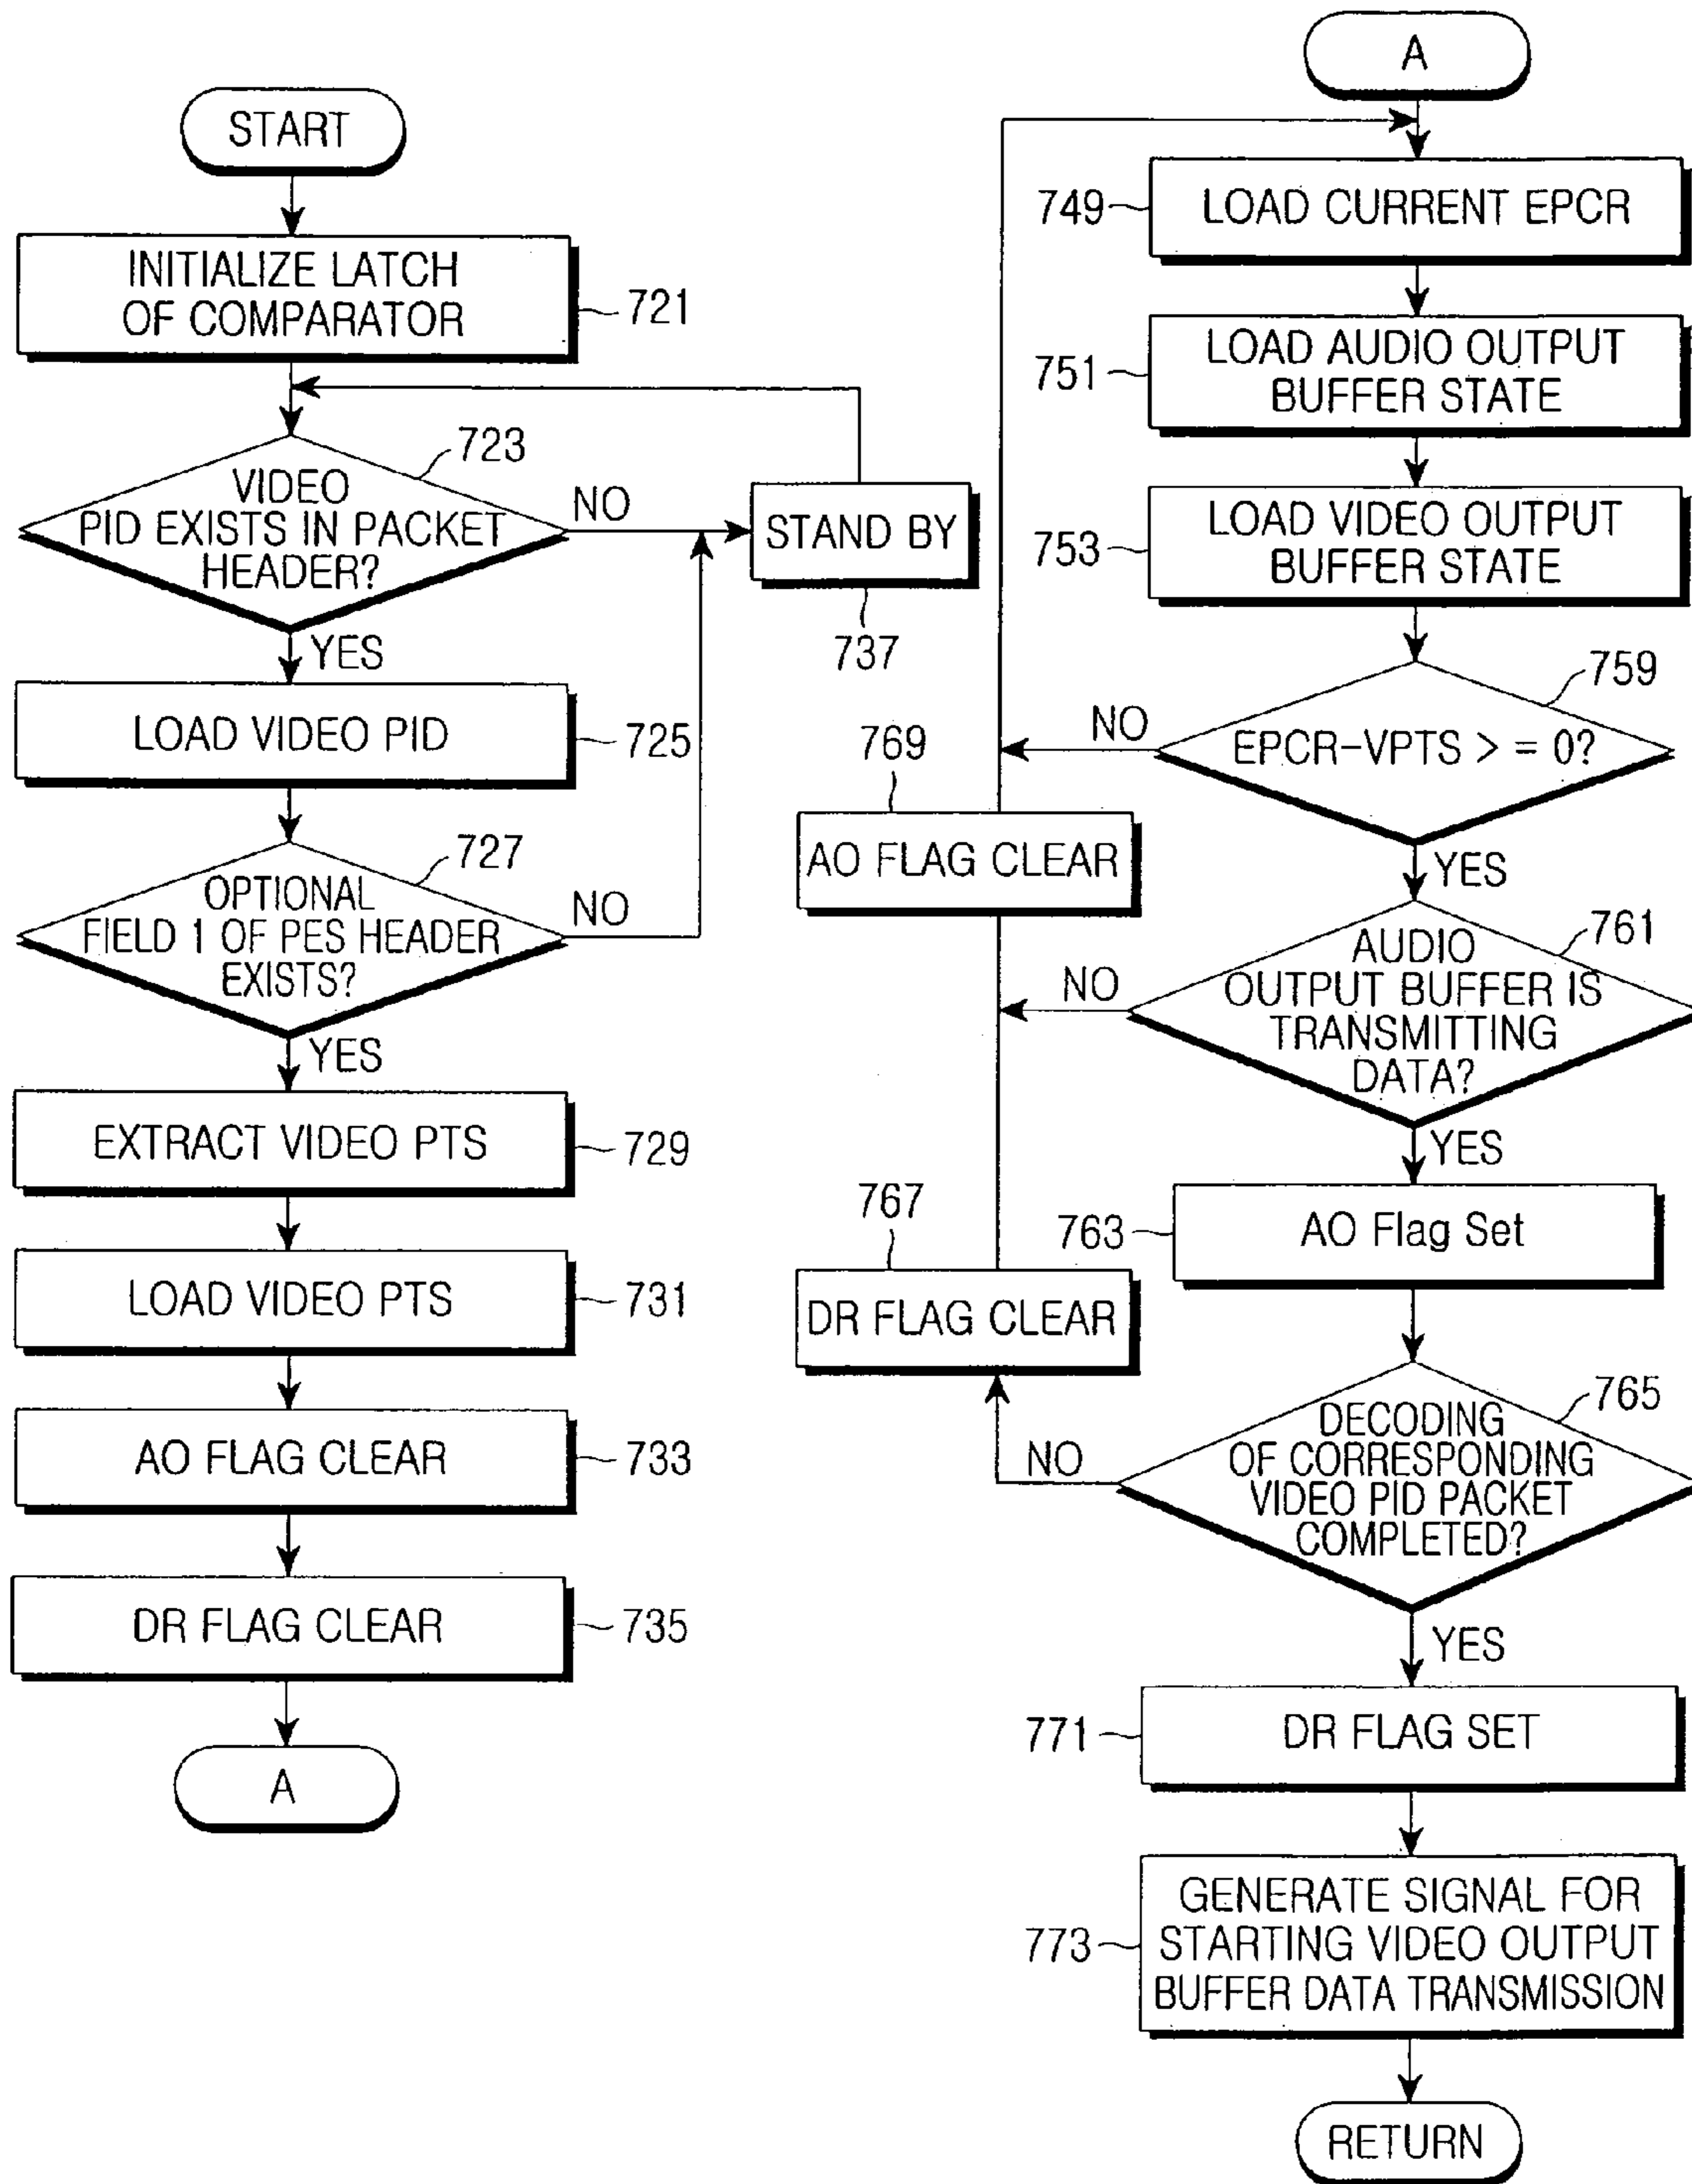 START
INITIALIZE LATCH
OF COMPARATOR
721
723
VIDEO
PID EXISTS IN PACKET
HEADER?
NO
STAND BY
737
YES
LOAD VIDEO PID
725
727
OPTIONAL
FIELD 1 OF PES HEADER
EXISTS?
NO
YES
EXTRACT VIDEO PTS
729
LOAD VIDEO PTS
731
AO FLAG CLEAR
733
DR FLAG CLEAR
735
A
A
749
LOAD CURRENT EPCR
751
LOAD AUDIO OUTPUT
BUFFER STATE
753
LOAD VIDEO OUTPUT
BUFFER STATE
759
EPCR-VPTS > = 0?
NO
YES
769
AO FLAG CLEAR
761
AUDIO
OUTPUT BUFFER IS
TRANSMITTING
DATA?
NO
YES
763
AO Flag Set
767
DR FLAG CLEAR
765
DECODING
OF CORRESPONDING
VIDEO PID PACKET
COMPLETED?
NO
YES
771
DR FLAG SET
773
GENERATE SIGNAL FOR
STARTING VIDEO OUTPUT
BUFFER DATA TRANSMISSION
RETURN